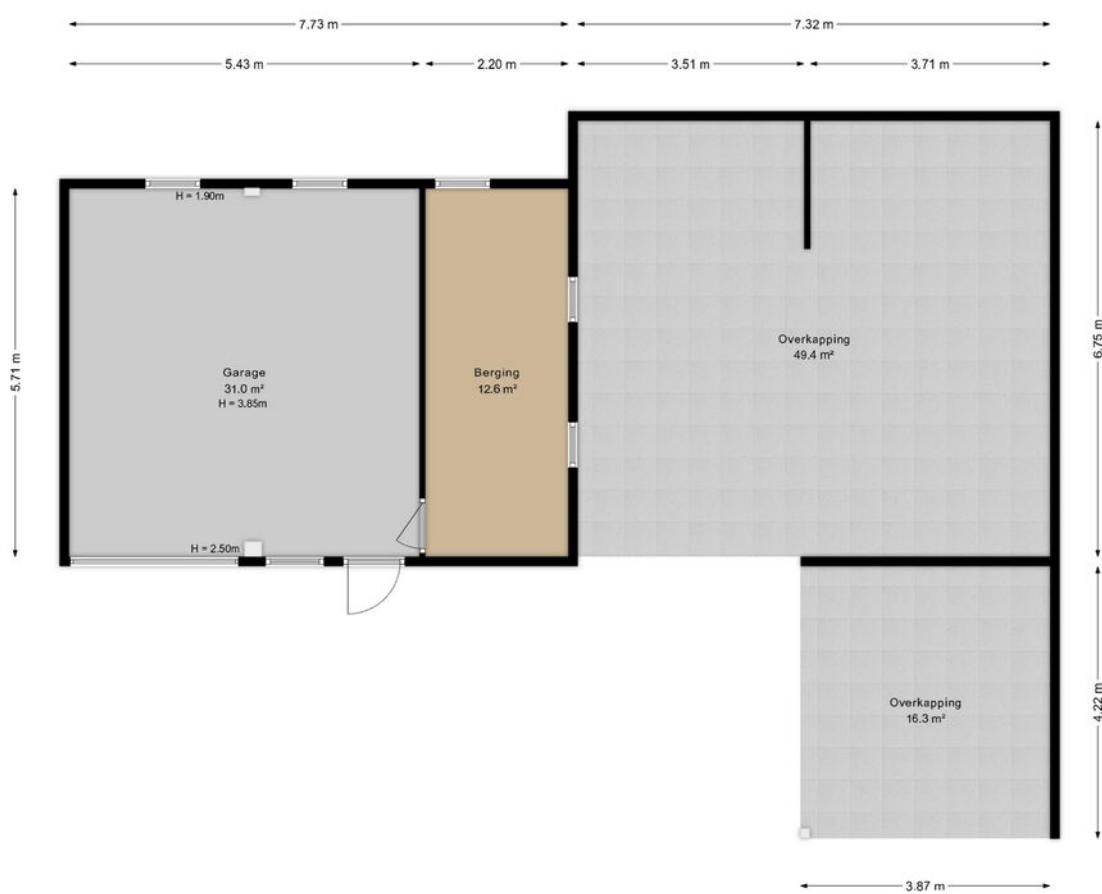 7.73 m
7.32 m
5.43 m
2.20 m
3.51 m
3.71 m
H = 1.90m
5.71 m
6.75 m
Overkapping
49.4 m²
Garage
31.0 m²
H = 3.85m
Berging
12.6 m²
H = 2.50m
Overkapping
16.3 m²
4.22 m
3.87 m